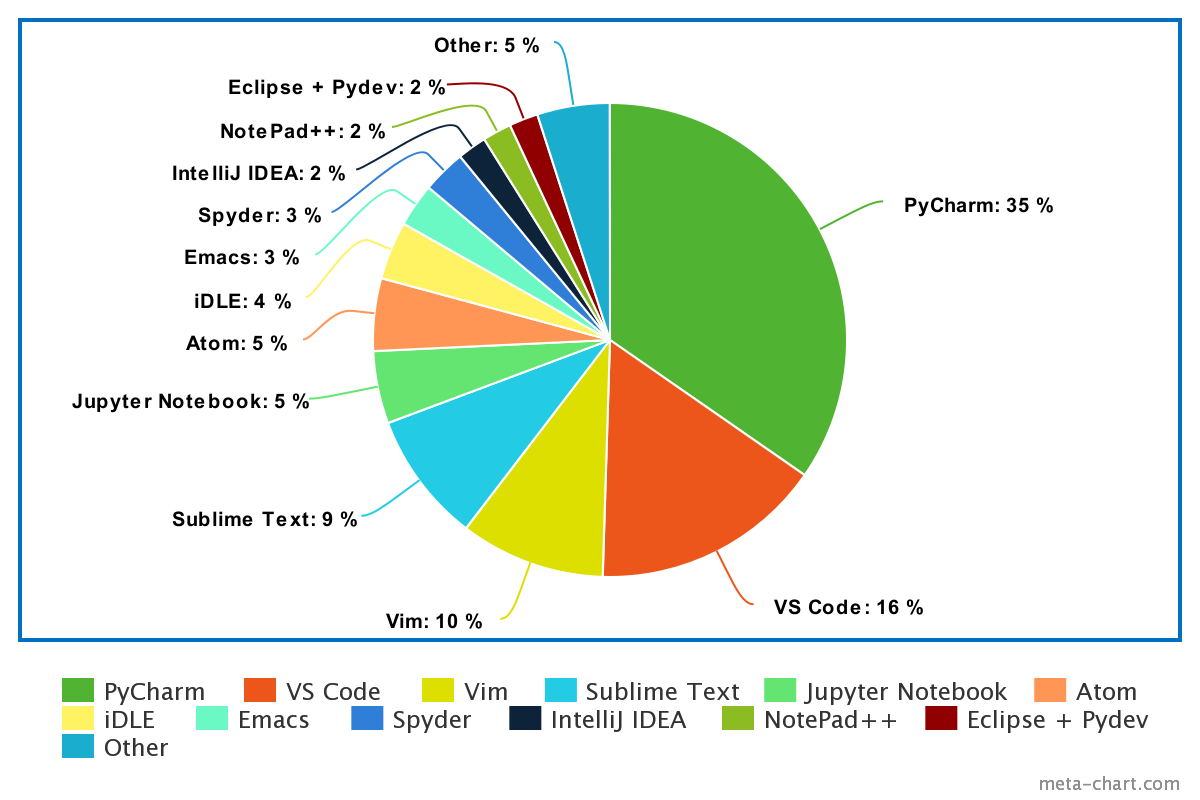 Other: 5 %
Eclipse + Pydev: 2 %
NotePad++: 2 %
IntelliJ IDEA: 2 %
PyCharm: 35 %
Spyder: 3 %
Emacs: 3 %
iDLE: 4 %
Atom: 5 %
Jupyter Notebook: 5 %
Sublime Text: 9 %
VS Code: 16 %
Vim: 10 %
PyCharm VS Code Vim Sublime Text Jupyter Notebook Atom
iDLE Emacs Spyder IntelliJ IDEA NotePad++ Eclipse + Pydev
Other
meta-chart.com